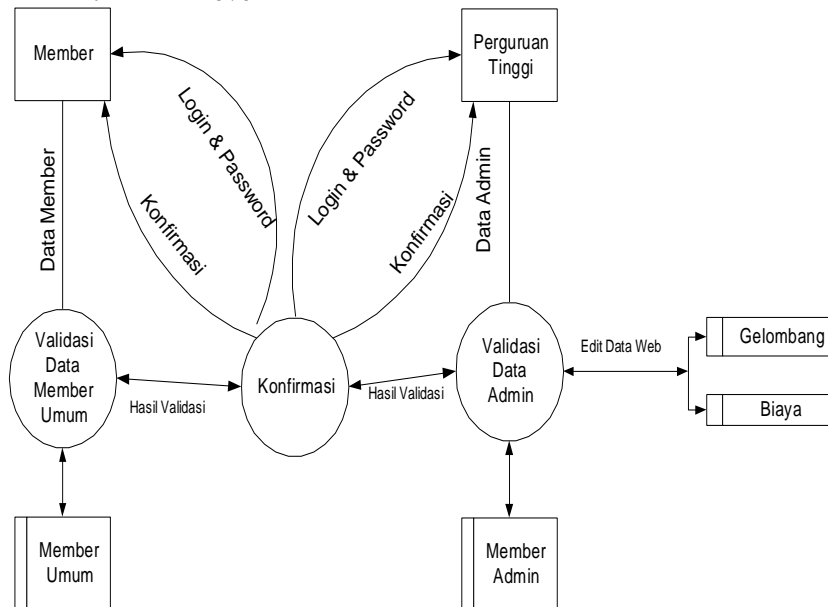 Member
Perguruan
Tinggi
Login & Password
Konfirmasi
Data Member
Login & Password
Konfirmasi
Data Admin
Validasi
Data
Member
Umum
Hasil Validasi
Konfirmasi
Hasil Validasi
Validasi
Data
Admin
Edit Data Web
Gelombang
Biaya
Member
Umum
Member
Admin